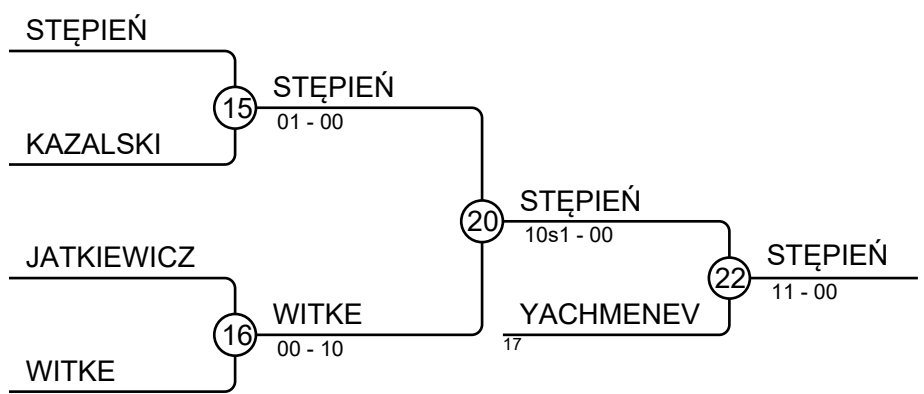 STĘPIEŃ
15
STĘPIEŃ
01 - 00
KAZALSKI
20
STĘPIEŃ
10s1 - 00
JATKIEWICZ
22
STĘPIEŃ
11 - 00
16
WITKE
00 - 10
YACHMENEV
17
WITKE